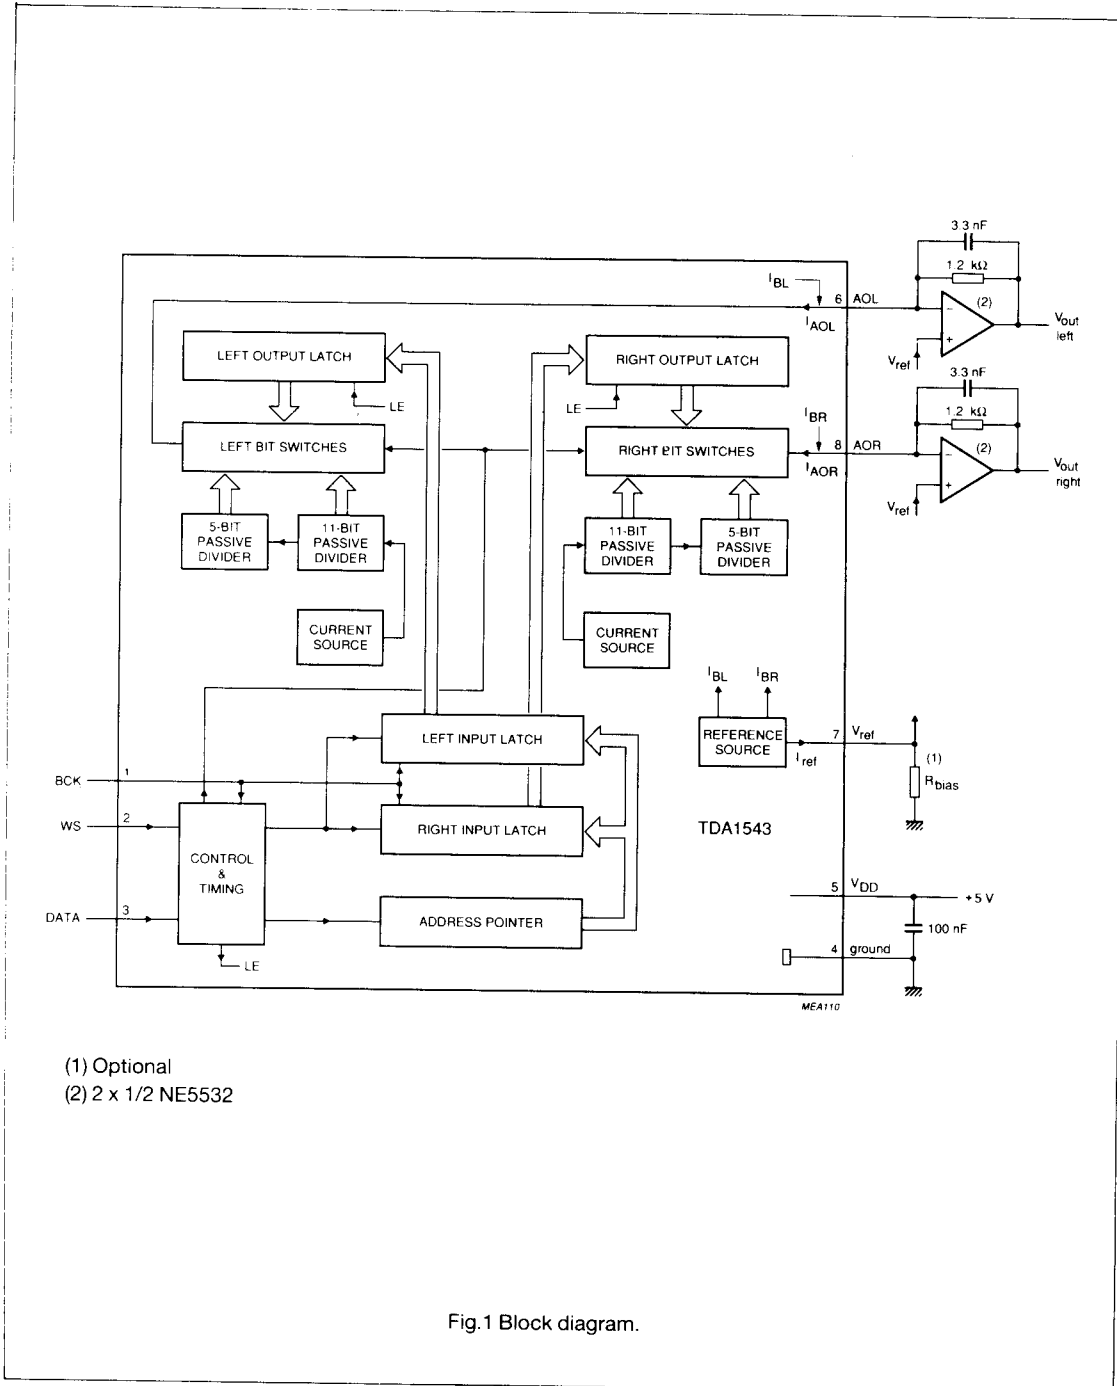 3.3 nF
1.2 kΩ
(2)
IBL
6 AOL
IAOL
Vref
Vout
left
LEFT OUTPUT LATCH
RIGHT OUTPUT LATCH
LE
LE
3.3 nF
1.2 kΩ
(2)
IBR
8 AOR
IAOR
Vref
Vout
right
LEFT BIT SWITCHES
RIGHT BIT SWITCHES
5-BIT
PASSIVE
DIVIDER
11-BIT
PASSIVE
DIVIDER
11-BIT
PASSIVE
DIVIDER
5-BIT
PASSIVE
DIVIDER
CURRENT
SOURCE
CURRENT
SOURCE
IBL
IBR
REFERENCE
SOURCE
7 Vref
Iref
(1)
Rbias
LEFT INPUT LATCH
BCK 1
WS 2
RIGHT INPUT LATCH
TDA1543
CONTROL
&
TIMING
DATA 3
ADDRESS POINTER
LE
5 VDD
+5 V
100 nF
4 ground
MEA110
(1) Optional
(2) 2 x 1/2 NE5532
Fig.1 Block diagram.